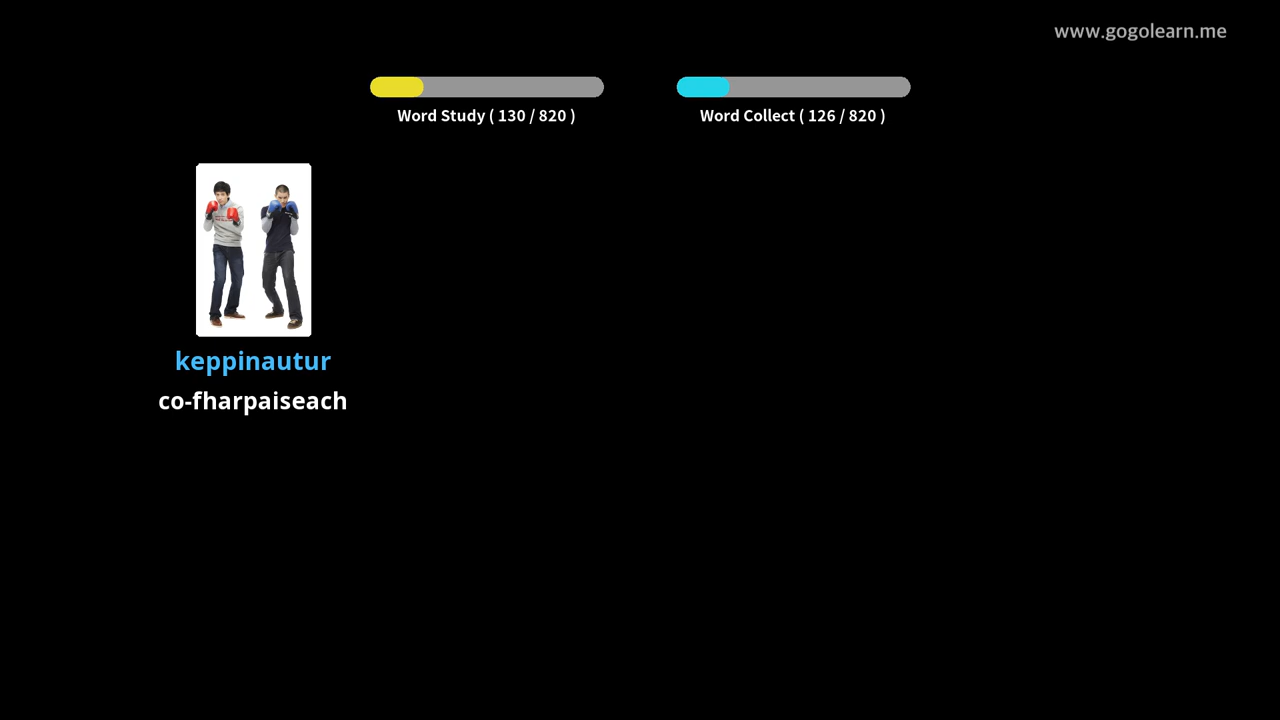 www.gogolearn.me
Word Study ( 130 / 820 )
Word Collect ( 126 / 820 )
keppinautur
co-fharpaiseach